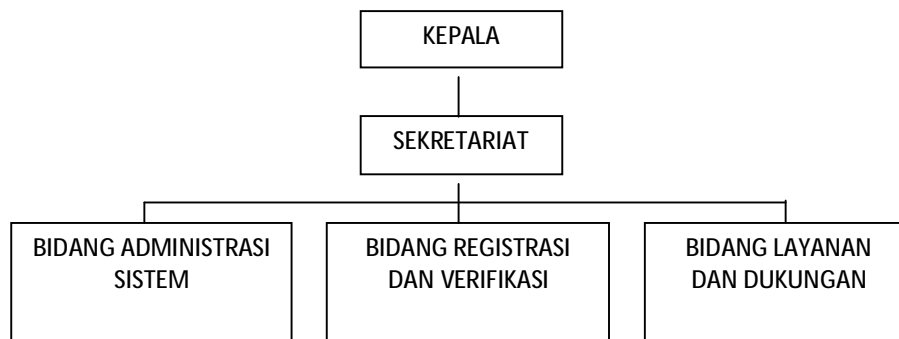 KEPALA
SEKRETARIAT
BIDANG ADMINISTRASI
SISTEM
BIDANG REGISTRASI
DAN VERIFIKASI
BIDANG LAYANAN
DAN DUKUNGAN